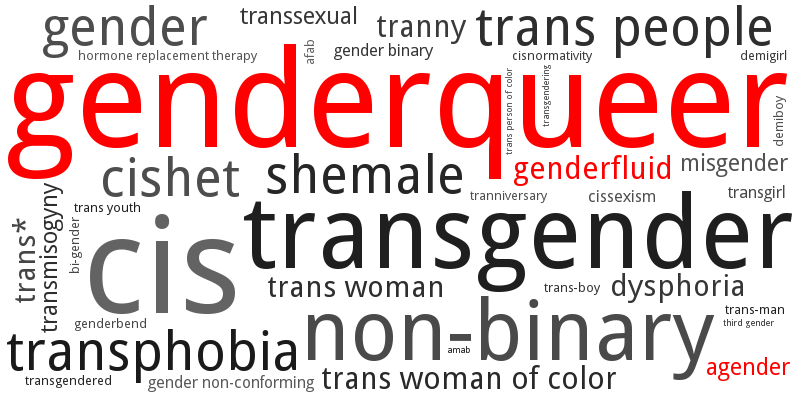 gender
transsexual
tranny
trans people
hormone replacement therapy
afab
gender binary
cisnormativity
demigirl
genderqueer
trans person of color
transgendering
demiboy
cishet
shemale
genderfluid
misgender
tranniversary
cissexism
transgirl
trans*
transmisogyny
trans youth
bi-gender
cis
transgender
trans woman
trans-boy
dysphoria
genderbend
non-binary
trans-man
third gender
transphobia
amab
agender
transgendered
gender non-conforming
trans woman of color